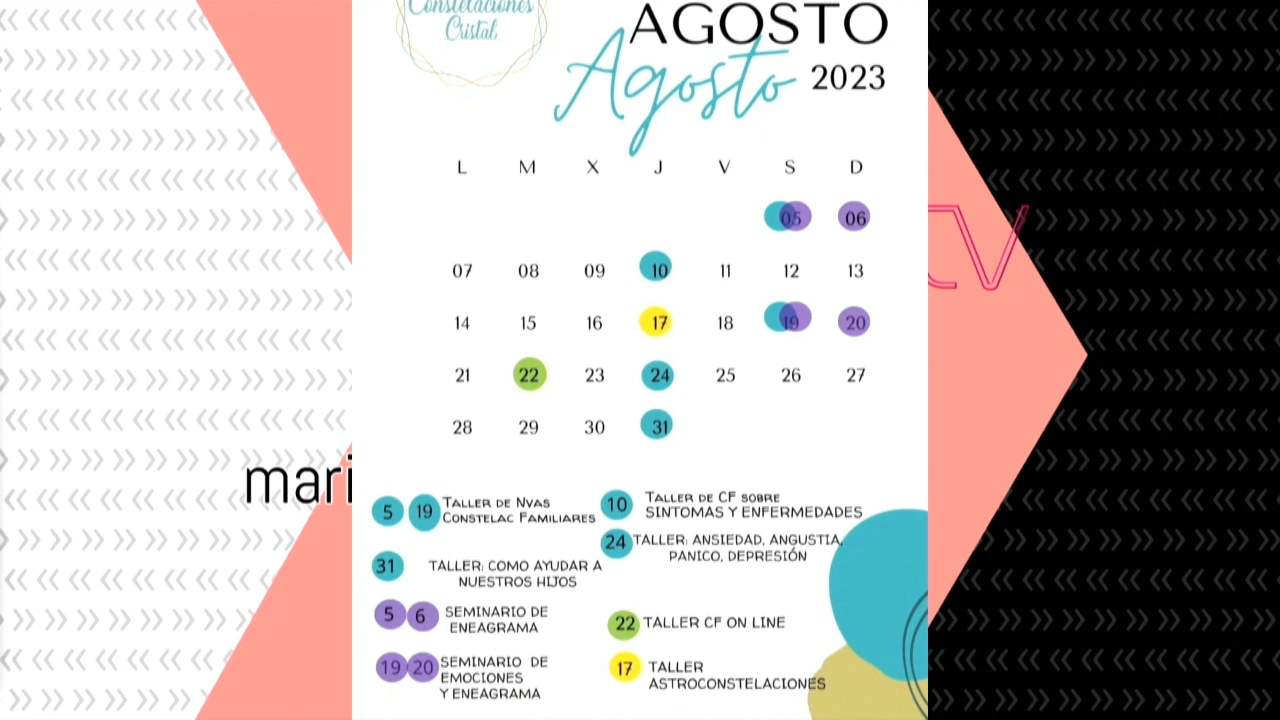 Constelaciones
Cristal
AGOSTO
Agosto
2023
L M X J V S D
05 06
07 08 09 10 11 12 13
14 15 16 17 18 19 20
21 22 23 24 25 26 27
28 29 30 31
mari
5 19 TALLER DE NVAS
CONSTELAC FAMILIARES
10 TALLER DE CF SOBRE
SINTOMAS Y ENFERMEDADES
24 TALLER: ANSIEDAD, ANGUSTIA,
PANICO, DEPRESIÓN
31 TALLER: COMO AYUDAR A
NUESTROS HIJOS
5 6 SEMINARIO DE
ENEAGRAMA
22 TALLER CF ON LINE
19 20 SEMINARIO DE
EMOCIONES
Y ENEAGRAMA
17 TALLER
ASTROCONSTELACIONES